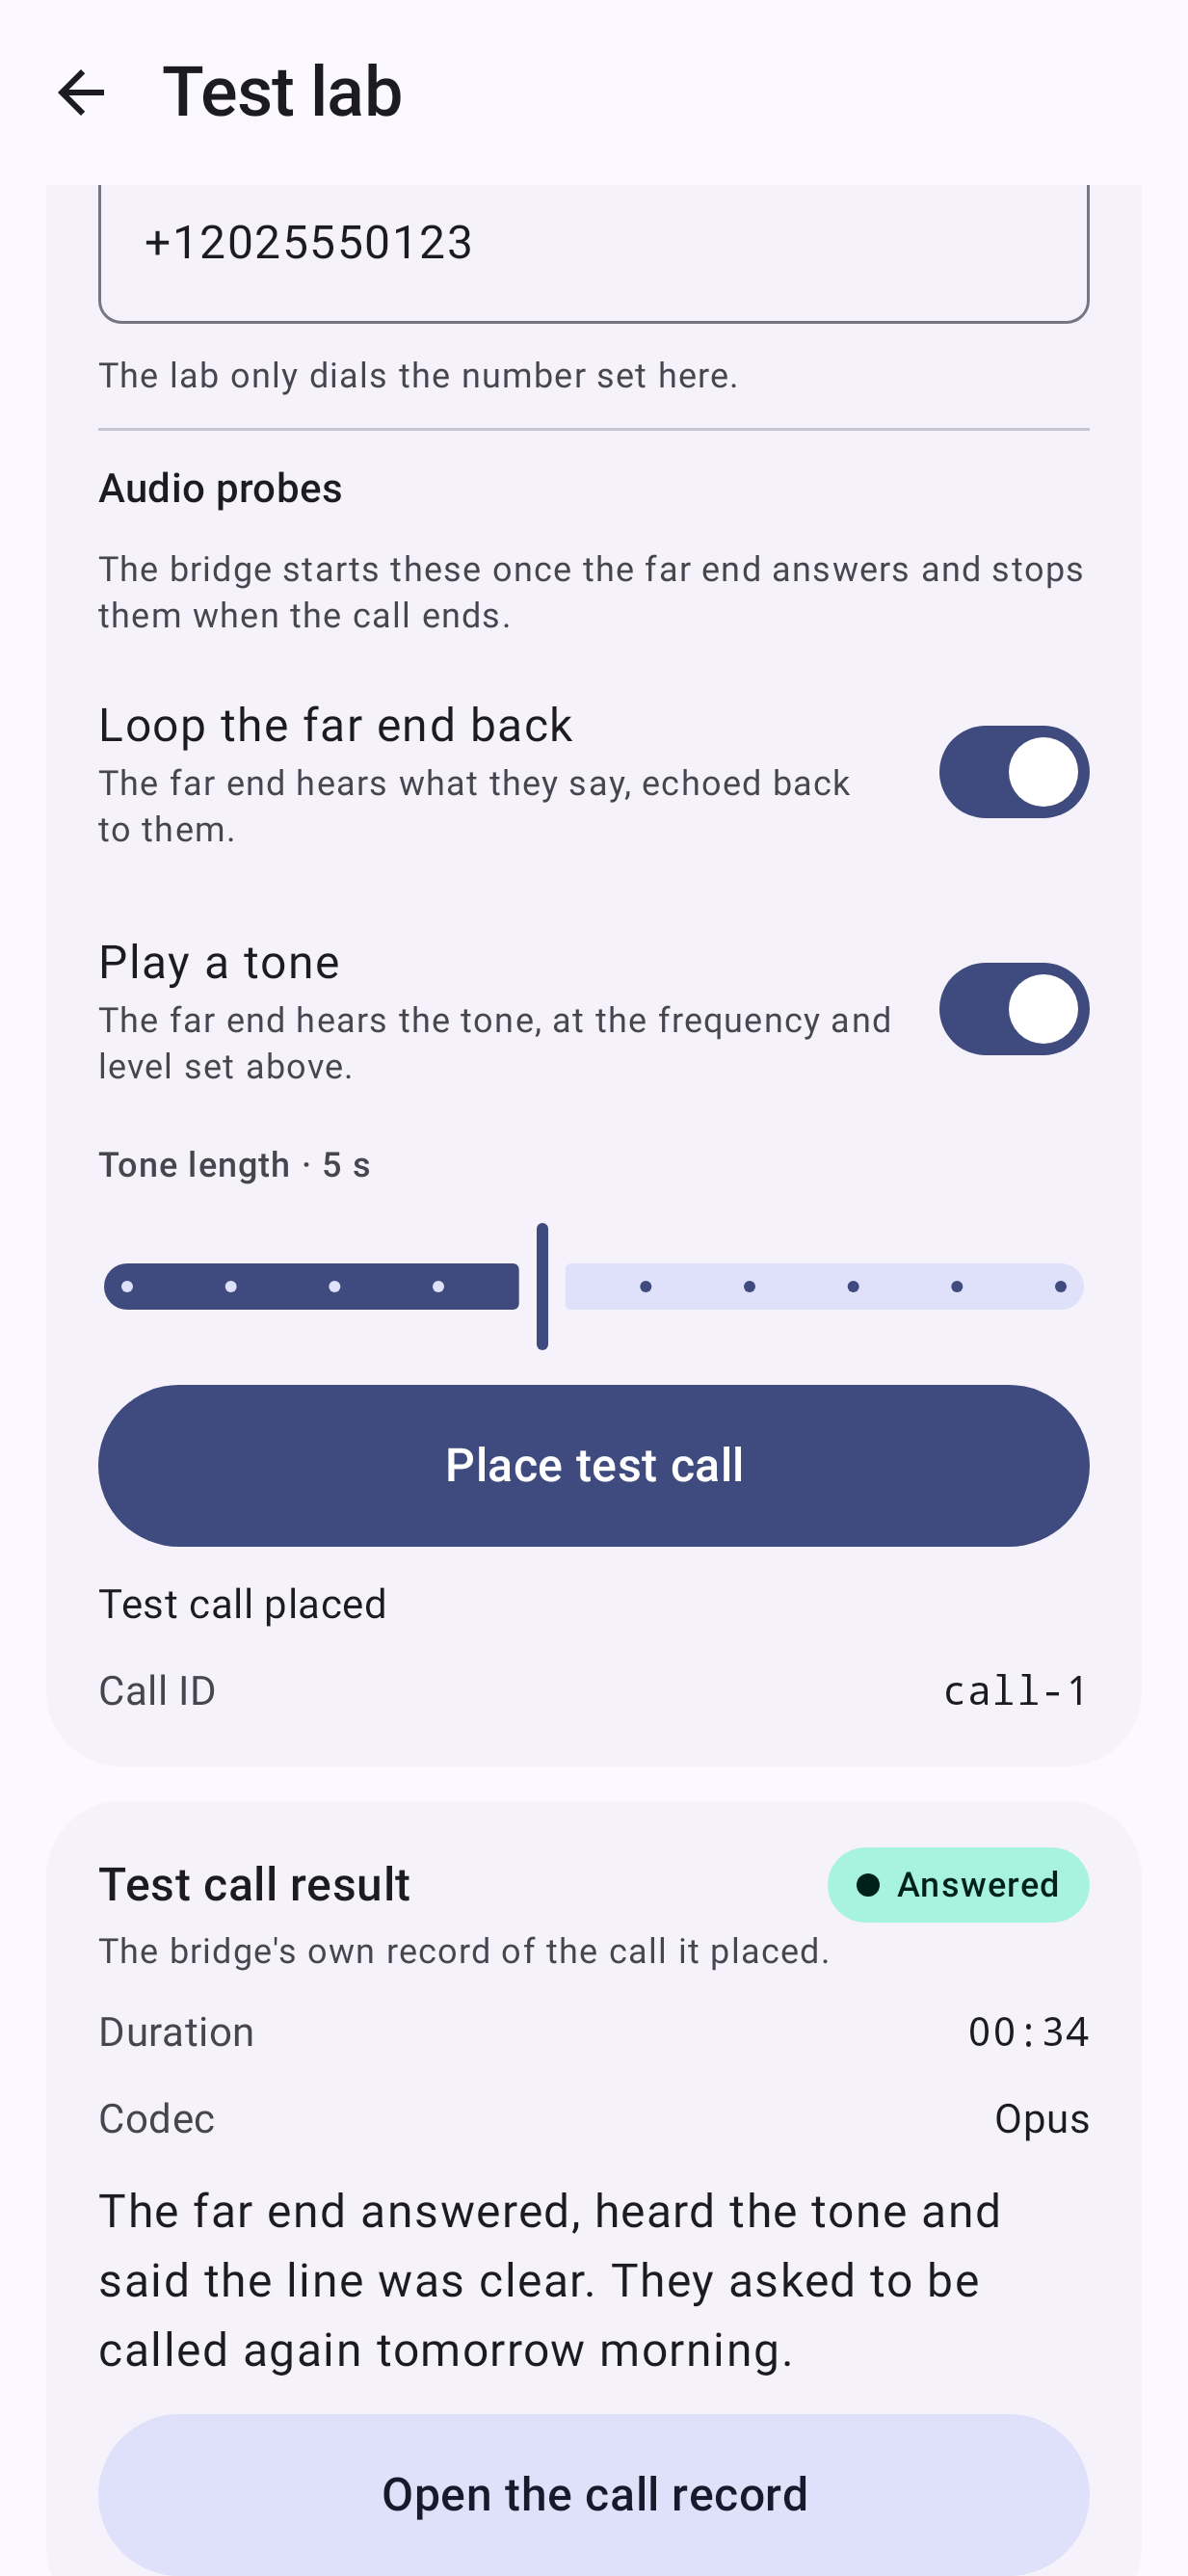 Test lab
+12025550123
The lab only dials the number set here.
Audio probes
The bridge starts these once the far end answers and stops
them when the call ends.
Loop the far end back
The far end hears what they say, echoed back
to them.
Play a tone
The far end hears the tone, at the frequency and
level set above.
Tone length · 5 s
Place test call
Test call placed
Call ID call-1
Test call result Answered
The bridge's own record of the call it placed.
Duration 00:34
Codec Opus
The far end answered, heard the tone and
said the line was clear. They asked to be
called again tomorrow morning.
Open the call record